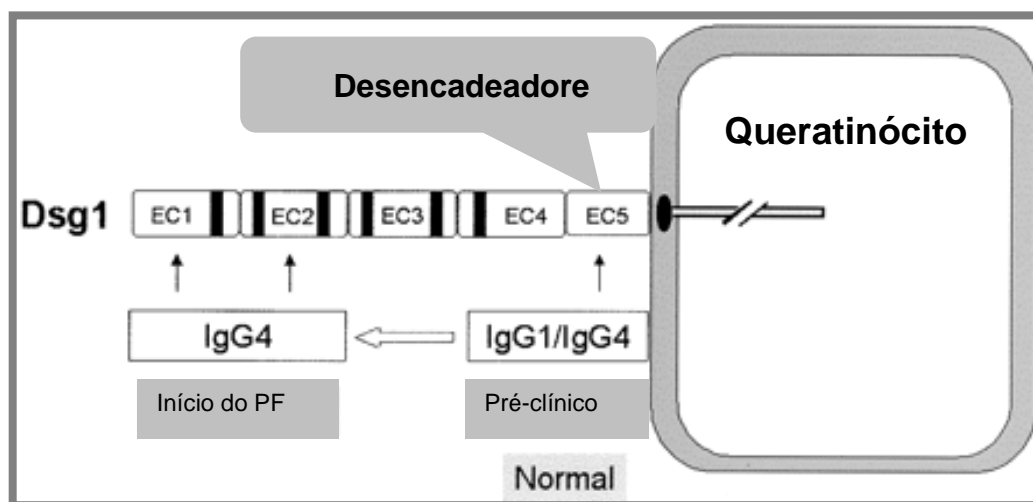 Desencadeadore
Queratinócito
Dsg1 EC1 EC2 EC3 EC4 EC5
IgG4 IgG1/IgG4
Início do PF Pré-clínico
Normal